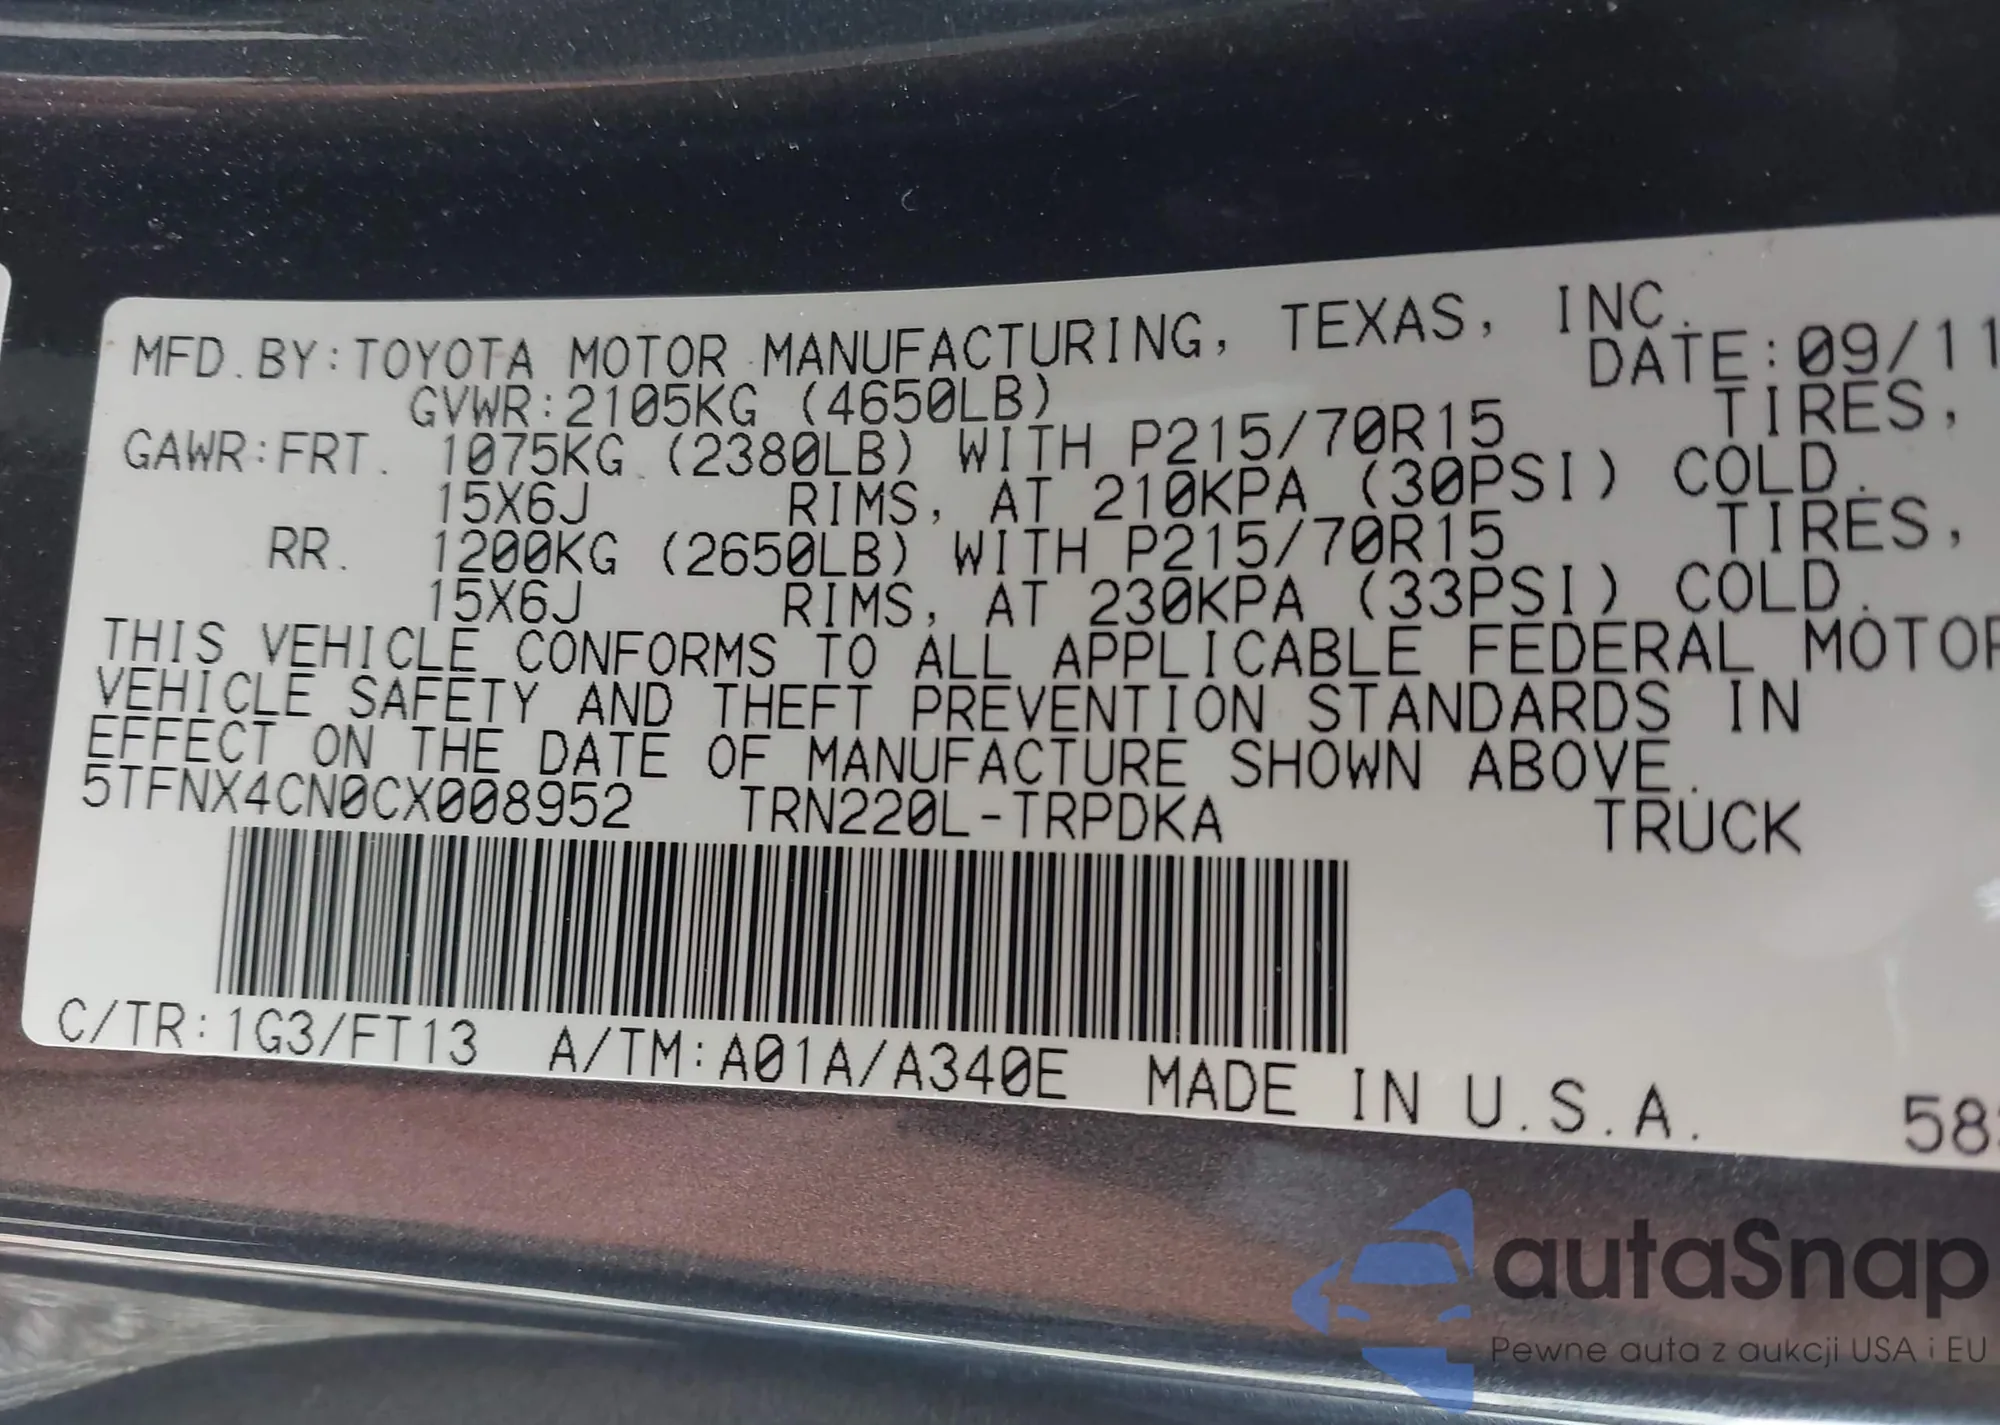 MFD. BY: TOYOTA MOTOR MANUFACTURING, TEXAS, INC.
GVWR: 2105KG (4650LB) DATE: 09/11
GAWR: FRT. 1075KG (2380LB) WITH P215/70R15 TIRES,
15X6J RIMS, AT 210KPA (30PSI) COLD.
RR. 1200KG (2650LB) WITH P215/70R15 TIRES,
15X6J RIMS, AT 230KPA (33PSI) COLD.
THIS VEHICLE CONFORMS TO ALL APPLICABLE FEDERAL MOTOR
VEHICLE SAFETY AND THEFT PREVENTION STANDARDS IN
EFFECT ON THE DATE OF MANUFACTURE SHOWN ABOVE.
5TFNX4CN0CX008952 TRN220L-TRPDKA TRUCK
C/TR: 1G3/FT13 A/TM: A01A/A340E MADE IN U.S.A.
autaSnap
Pewne auta z aukcji USA i EU